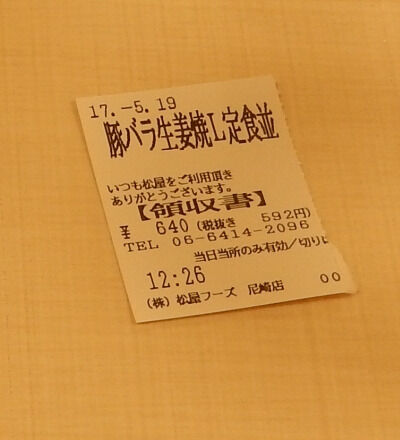 17.-5.19
豚バラ生姜焼L定食並
いつも松屋をご利用頂き
ありがとうございます。
【領収書】
¥ 640 (税抜き 592円)
TEL 06-6414-2096
当日当所のみ有効／切り
12:26 00
(株) 松屋フーズ 尼崎店